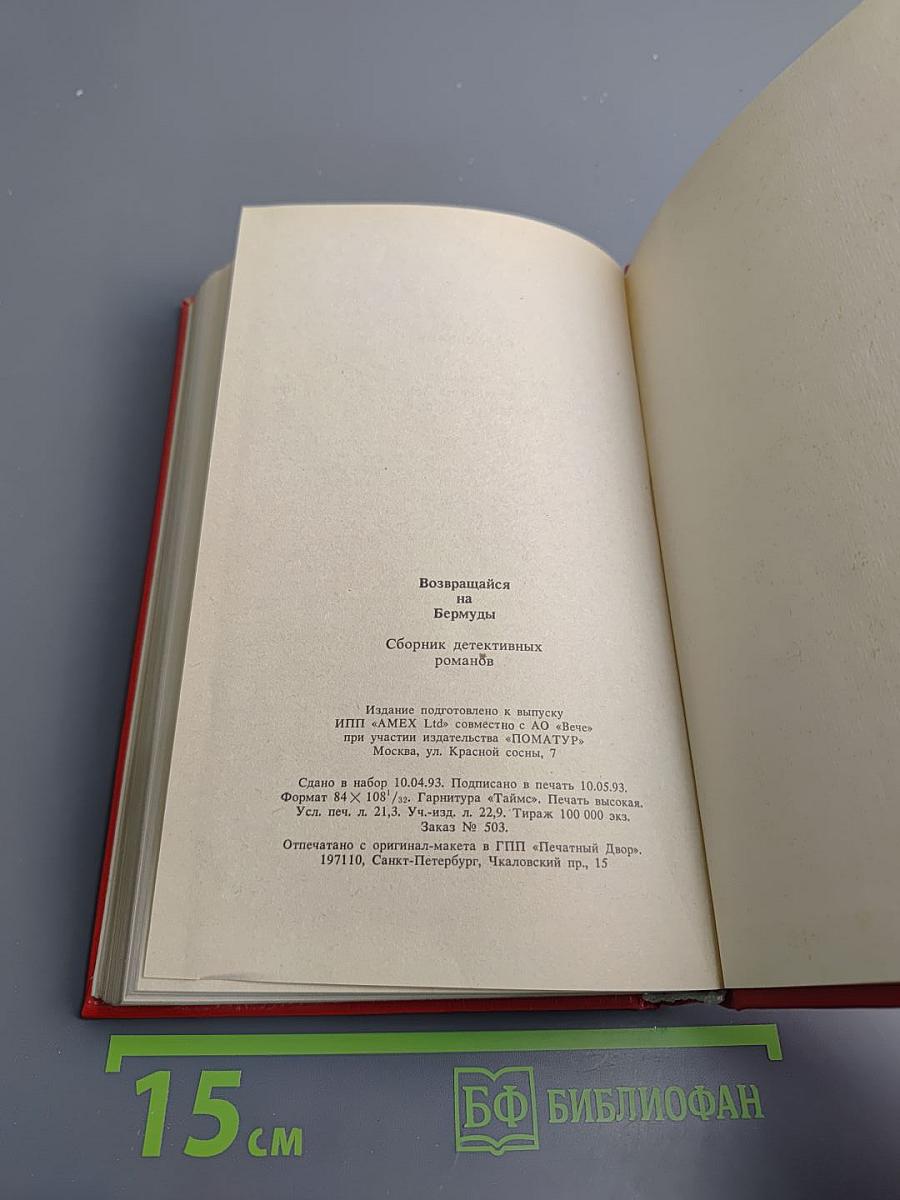 Возвращайся
на
Бермуды
Сборник детективных
романов
Издание подготовлено к выпуску
ИПП «AMEX Ltd» совместно с АО «Вече»
при участии издательства «ПОМАТУР»
Москва, ул. Красной сосны, 7
Сдано в набор 10.04.93. Подписано в печать 10.05.93.
Формат 84×108¹/₃₂. Гарнитура «Таймс». Печать высокая.
Усл. печ. л. 21,3. Уч.-изд. л. 22,9. Тираж 100 000 экз.
Заказ № 503.
Отпечатано с оригинал-макета в ГПП «Печатный Двор».
197110, Санкт-Петербург, Чкаловский пр., 15
15 см
БФ БИБЛИОФАН